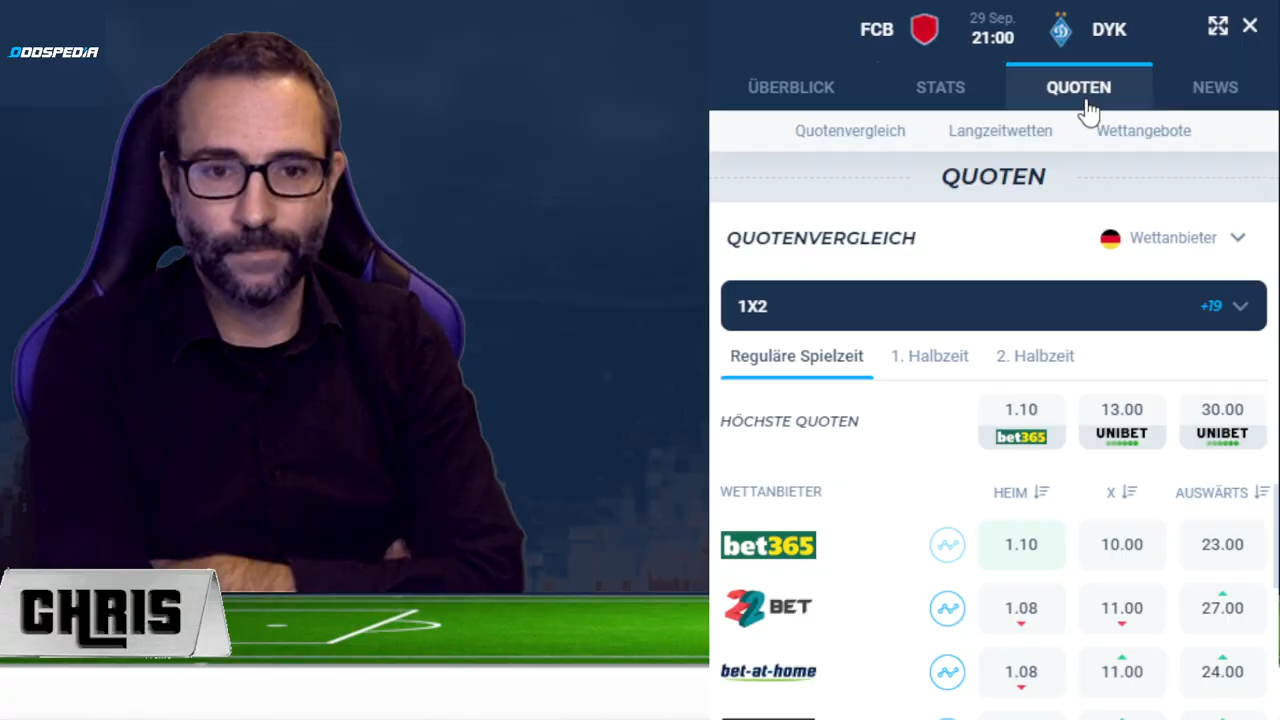 ODDSPEDIA
FCB 29 Sep. 21:00 DYK
ÜBERBLICK STATS QUOTEN NEWS
Quotenvergleich Langzeitwetten Wettangebote
QUOTEN
QUOTENVERGLEICH Wettanbieter
1X2 +19
Reguläre Spielzeit 1. Halbzeit 2. Halbzeit
HÖCHSTE QUOTEN 1.10 13.00 30.00
bet365 UNIBET UNIBET
WETTANBIETER HEIM X AUSWÄRTS
bet365 1.10 10.00 23.00
22 BET 1.08 11.00 27.00
bet-at-home 1.08 11.00 24.00
CHRIS